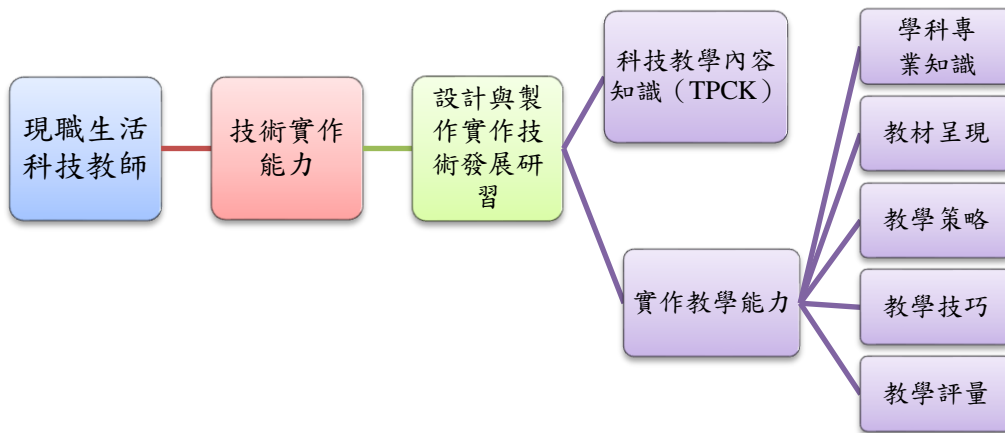 現職生活
科技教師
技術實作
能力
設計與製
作實作技
術發展研
習
科技教學內容
知識（TPCK）
實作教學能力
學科專
業知識
教材呈現
教學策略
教學技巧
教學評量